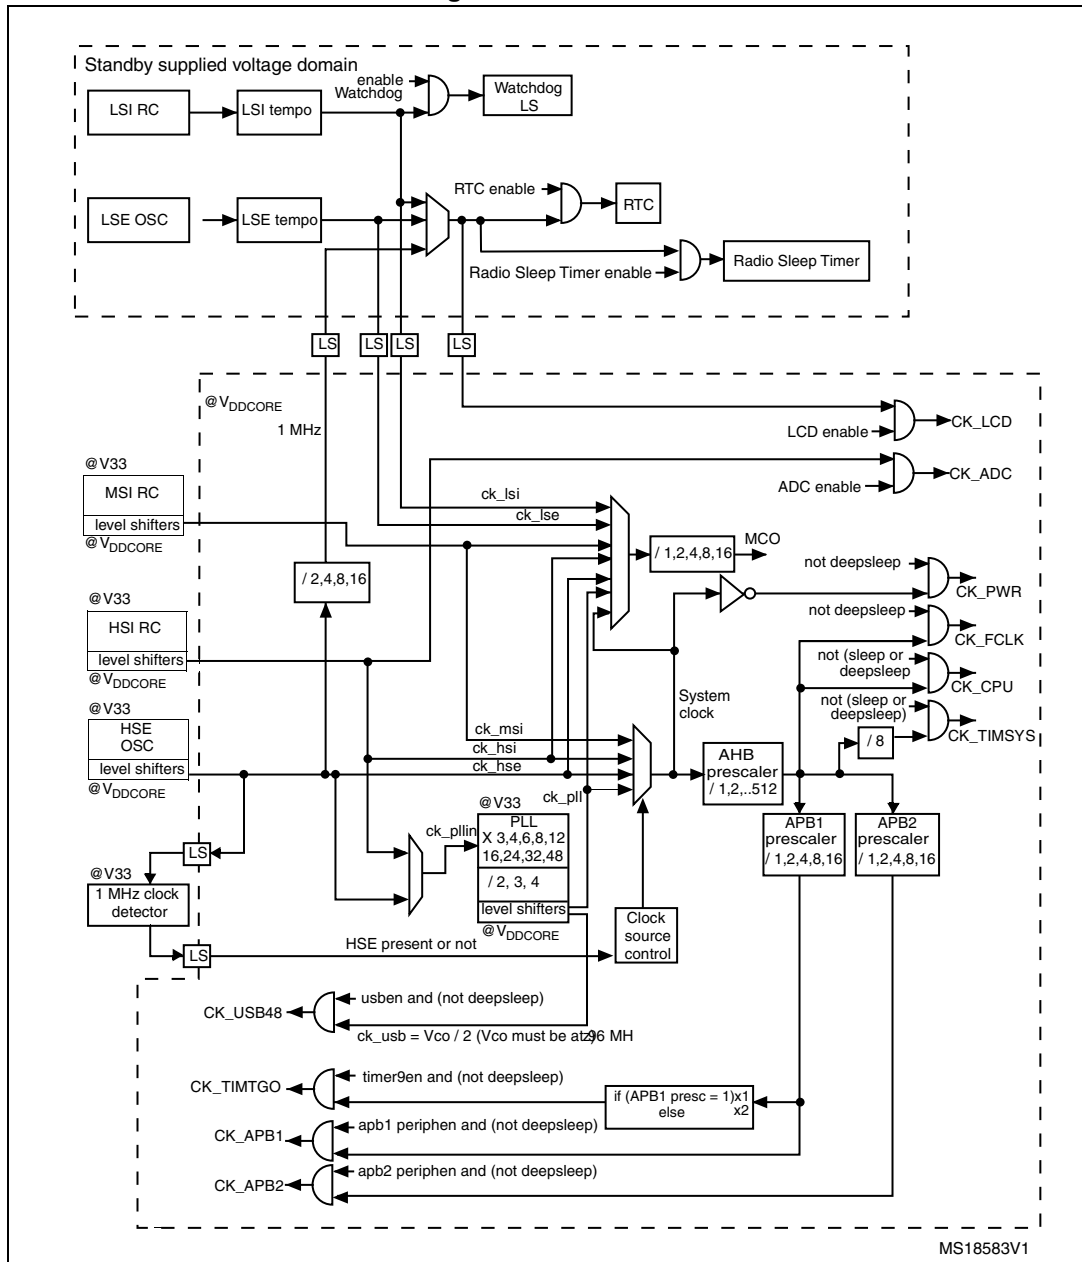 Standby supplied voltage domain
enable
Watchdog
Watchdog
LS
LSI RC
LSI tempo
RTC enable
RTC
LSE OSC
LSE tempo
Radio Sleep Timer enable
Radio Sleep Timer
LS
LS
LS
LS
@VDDCORE
1 MHz
LCD enable
CK_LCD
@V33
MSI RC
level shifters
@VDDCORE
ADC enable
CK_ADC
ck_lsi
ck_lse
MCO
/ 1,2,4,8,16
/ 2,4,8,16
not deepsleep
CK_PWR
@V33
HSI RC
level shifters
@VDDCORE
not deepsleep
CK_FCLK
not (sleep or
deepsleep
CK_CPU
System
clock
not (sleep or
deepsleep)
CK_TIMSYS
/ 8
@V33
HSE
OSC
level shifters
@VDDCORE
ck_msi
ck_hsi
ck_hse
ck_pll
AHB
prescaler
/ 1,2,..512
@V33
PLL
X 3,4,6,8,12
16,24,32,48
/ 2, 3, 4
level shifters
@VDDCORE
ck_pllin
APB1
prescaler
/ 1,2,4,8,16
APB2
prescaler
/ 1,2,4,8,16
LS
@V33
1 MHz clock
detector
LS
HSE present or not
Clock
source
control
CK_USB48
usben and (not deepsleep)
ck_usb = Vco / 2 (Vco must be atz)96 MH
CK_TIMTGO
timer9en and (not deepsleep)
if (APB1 presc = 1)x1
else x2
CK_APB1
apb1 periphen and (not deepsleep)
CK_APB2
apb2 periphen and (not deepsleep)
MS18583V1